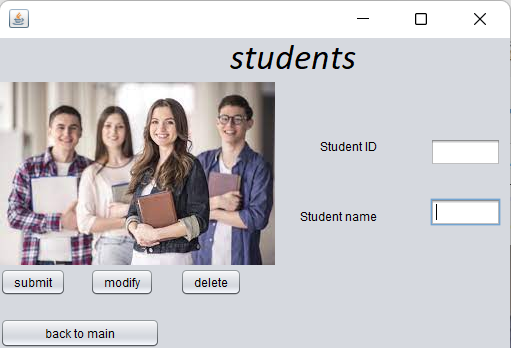 students
Student ID
Student name
submit modify delete
back to main